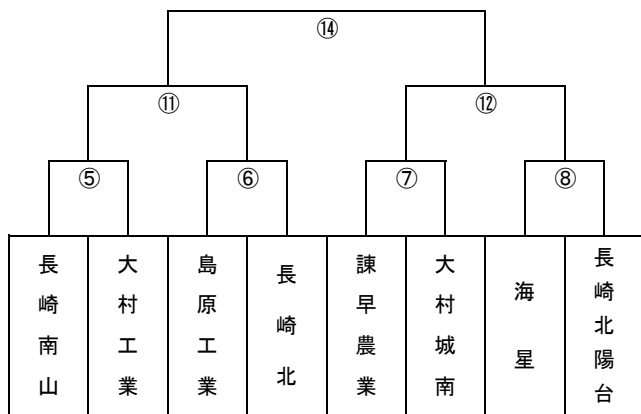 ⑭
⑪
⑫
⑤
⑥
⑦
⑧
長崎南山
大村工業
島原工業
長崎北
諫早農業
大村城南
海星
長崎北陽台